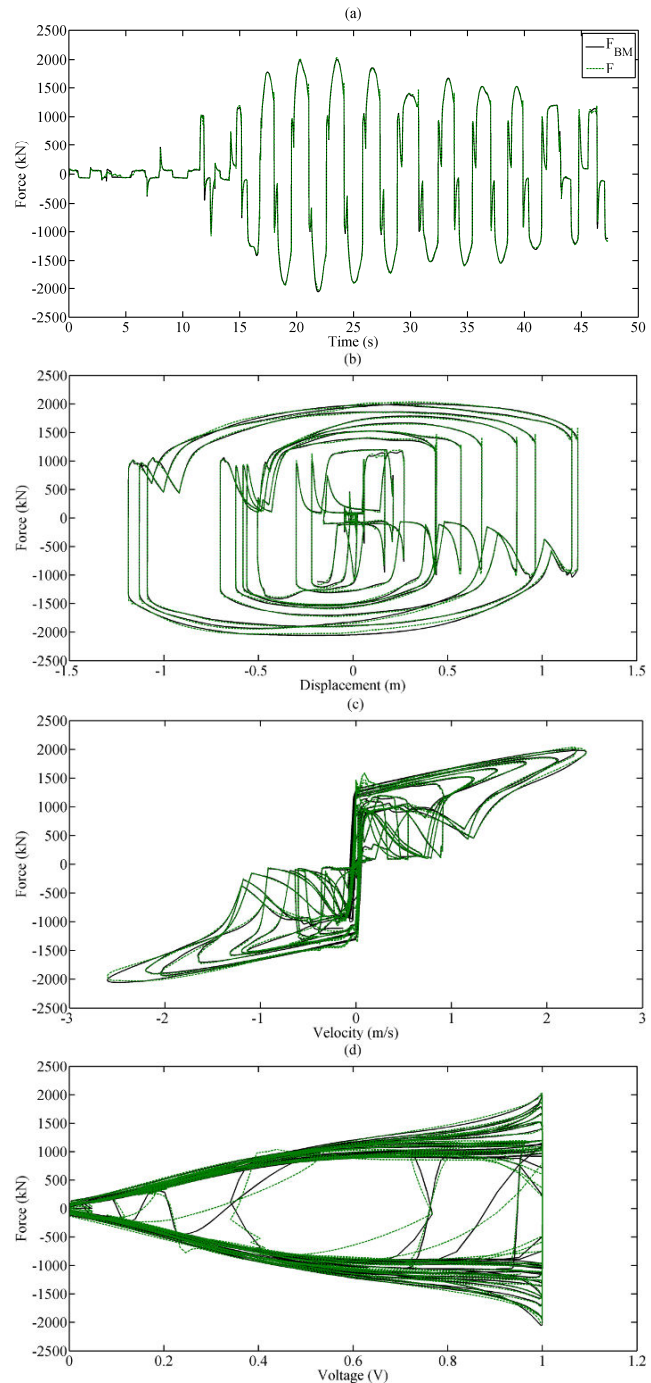 (a)
2500
2000
1500
1000
500
0
-500
-1000
-1500
-2000
-2500
Force (kN)
F_BM
F
0 5 10 15 20 25 30 35 40 45 50
Time (s)
(b)
2500
2000
1500
1000
500
0
-500
-1000
-1500
-2000
-2500
Force (kN)
-1.5 -1 -0.5 0 0.5 1 1.5
Displacement (m)
(c)
2500
2000
1500
1000
500
0
-500
-1000
-1500
-2000
-2500
Force (kN)
-3 -2 -1 0 1 2 3
Velocity (m/s)
(d)
2500
2000
1500
1000
500
0
-500
-1000
-1500
-2000
-2500
Force (kN)
0 0.2 0.4 0.6 0.8 1 1.2
Voltage (V)